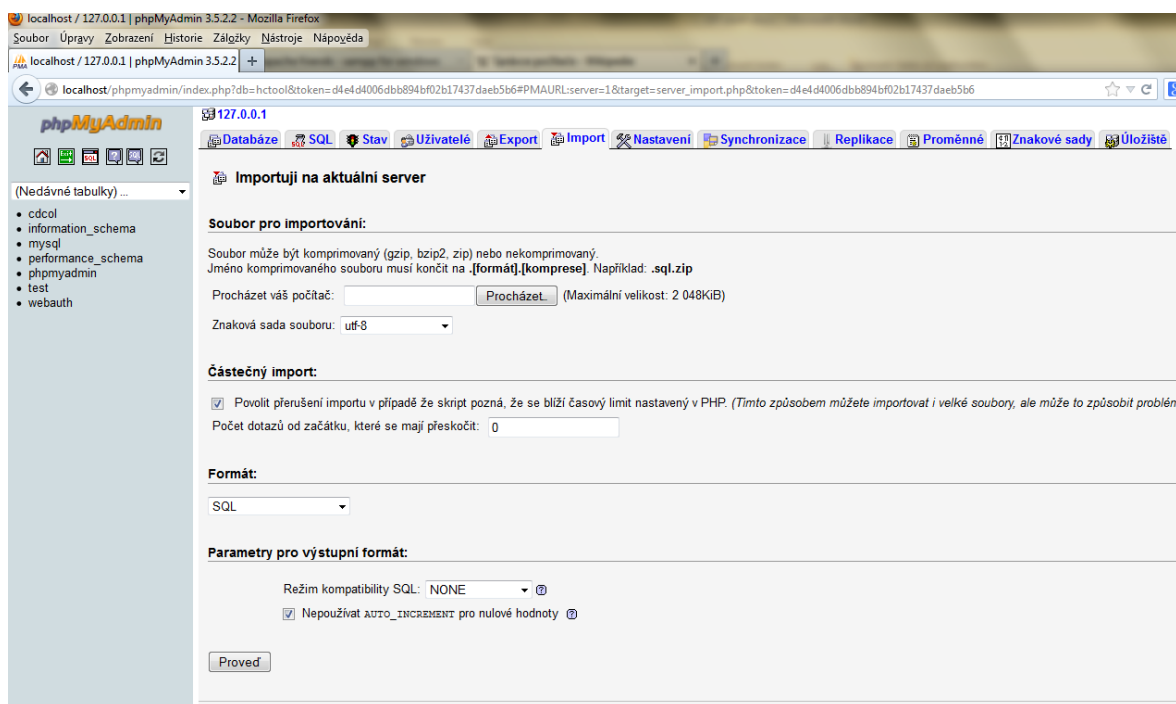 localhost / 127.0.0.1 | phpMyAdmin 3.5.2.2 - Mozilla Firefox
Soubor Úpravy Zobrazení Historie Záložky Nástroje Nápověda
localhost / 127.0.0.1 | phpMyAdmin 3.5.2.2 +
localhost/phpmyadmin/index.php?db=hctool&token=d4e4d4006dbb894bf02b17437daeb5b6#PMAURL:server=1&target=server_import.php&token=d4e4d4006dbb894bf02b17437daeb5b6
phpMyAdmin
(Nedávné tabulky) ...
cdcol
information_schema
mysql
performance_schema
phpmyadmin
test
webauth
127.0.0.1
Databáze SQL Stav Uživatelé Export Import Nastavení Synchronizace Replikace Proměnné Znakové sady Úložiště
Importuji na aktuální server
Soubor pro importování:
Soubor může být komprimovaný (gzip, bzip2, zip) nebo nekomprimovaný.
Jméno komprimovaného souboru musí končit na .[formát].[komprese]. Například: .sql.zip
Procházet váš počítač: Procházet.. (Maximální velikost: 2 048KiB)
Znaková sada souboru: utf-8
Částečný import:
Povolit přerušení importu v případě že skript pozná, že se blíží časový limit nastavený v PHP. (Tímto způsobem můžete importovat i velké soubory, ale může to způsobit problém
Počet dotazů od začátku, které se mají přeskočit: 0
Formát:
SQL
Parametry pro výstupní formát:
Režim kompatibility SQL: NONE
Nepoužívat AUTO_INCREMENT pro nulové hodnoty
Proveď